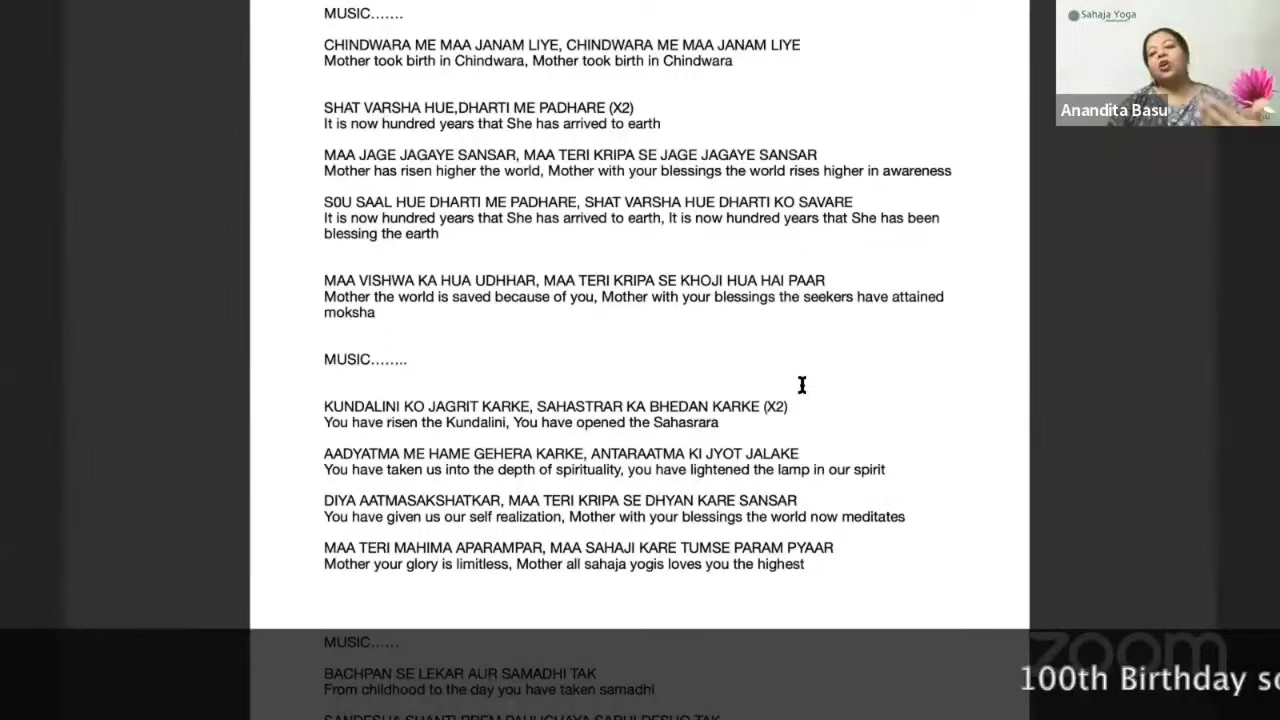 MUSIC.......
CHINDWARA ME MAA JANAM LIYE, CHINDWARA ME MAA JANAM LIYE
Mother took birth in Chindwara, Mother took birth in Chindwara
SHAT VARSHA HUE,DHARTI ME PADHARE (X2)
It is now hundred years that She has arrived to earth
MAA JAGE JAGAYE SANSAR, MAA TERI KRIPA SE JAGE JAGAYE SANSAR
Mother has risen higher the world, Mother with your blessings the world rises higher in awareness
S0U SAAL HUE DHARTI ME PADHARE, SHAT VARSHA HUE DHARTI KO SAVARE
It is now hundred years that She has arrived to earth, It is now hundred years that She has been
blessing the earth
MAA VISHWA KA HUA UDHHAR, MAA TERI KRIPA SE KHOJI HUA HAI PAAR
Mother the world is saved because of you, Mother with your blessings the seekers have attained
moksha
MUSIC........
KUNDALINI KO JAGRIT KARKE, SAHASTRAR KA BHEDAN KARKE (X2)
You have risen the Kundalini, You have opened the Sahasrara
AADYATMA ME HAME GEHERA KARKE, ANTARAATMA KI JYOT JALAKE
You have taken us into the depth of spirituality, you have lightened the lamp in our spirit
DIYA AATMASAKSHATKAR, MAA TERI KRIPA SE DHYAN KARE SANSAR
You have given us our self realization, Mother with your blessings the world now meditates
MAA TERI MAHIMA APARAMPAR, MAA SAHAJI KARE TUMSE PARAM PYAAR
Mother your glory is limitless, Mother all sahaja yogis loves you the highest
MUSIC......
BACHPAN SE LEKAR AUR SAMADHI TAK
From childhood to the day you have taken samadhi
Sahaja Yoga
Anandita Basu
zoom
100th Birthday so